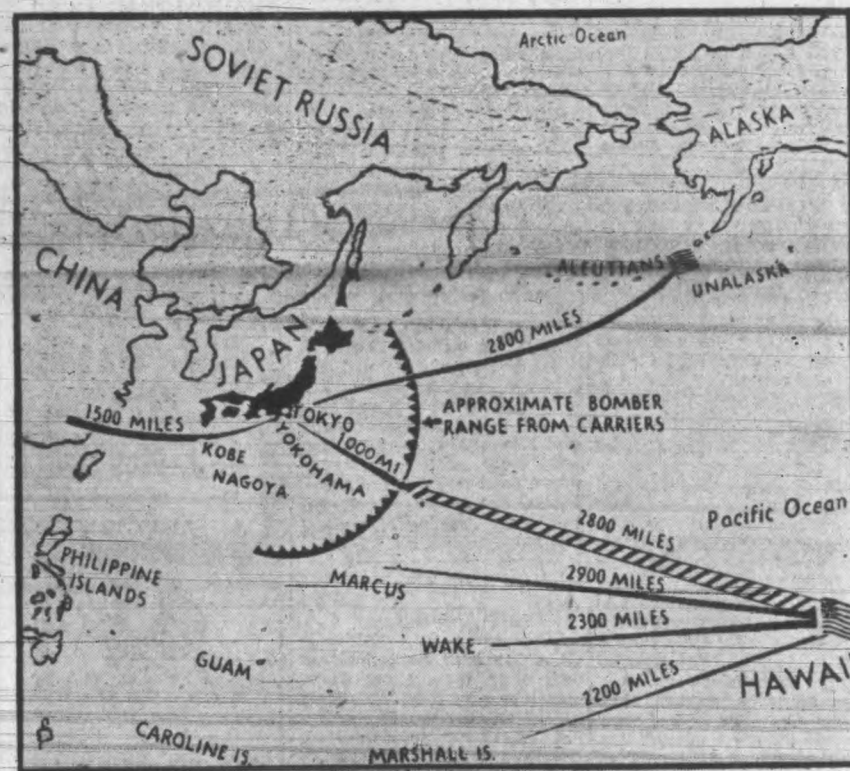 Arctic Ocean
SOVIET RUSSIA
ALASKA
CHINA
ALEUTIANS
UNALASKA
JAPAN
2800 MILES
APPROXIMATE BOMBER
RANGE FROM CARRIERS
1500 MILES
TOKYO
YOKOHAMA
1000 MI
KOBE
NAGOYA
Pacific Ocean
2800 MILES
PHILIPPINE
ISLANDS
MARCUS
2900 MILES
2300 MILES
WAKE
GUAM
2200 MILES
HAWAII
CAROLINE IS.
MARSHALL IS.